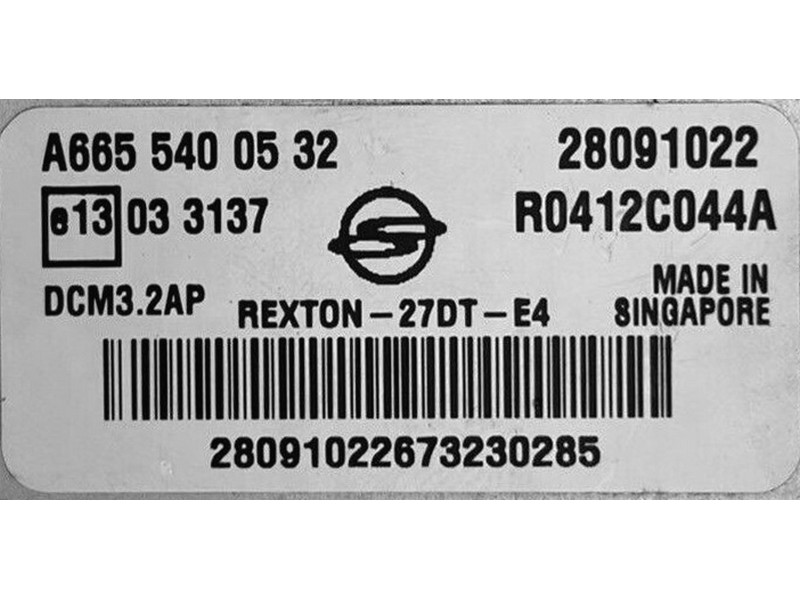 A665 540 05 32 28091022
e13 03 3137 R0412C044A
DCM3.2AP REXTON-27DT-E4 MADE IN
SINGAPORE
28091022673230285